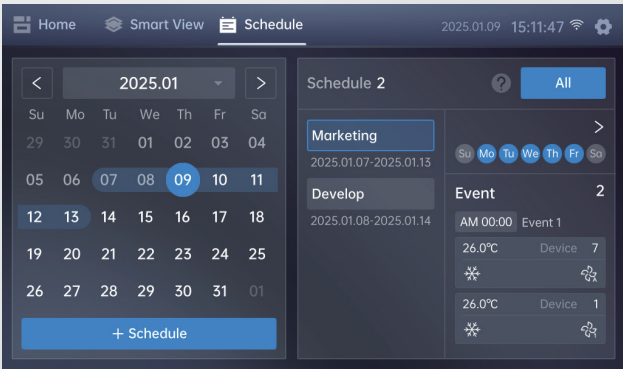 Home Smart View Schedule 2025.01.09 15:11:47
< 2025.01 >
Su Mo Tu We Th Fr Sa
29 30 31 01 02 03 04
05 06 07 08 09 10 11
12 13 14 15 16 17 18
19 20 21 22 23 24 25
26 27 28 29 30 31 01
+ Schedule
Schedule 2 ? All
Marketing
2025.01.07-2025.01.13
Develop
2025.01.08-2025.01.14
>
Su Mo Tu We Th Fr Sa
Event 2
AM 00:00 Event 1
26.0°C Device 7
26.0°C Device 1